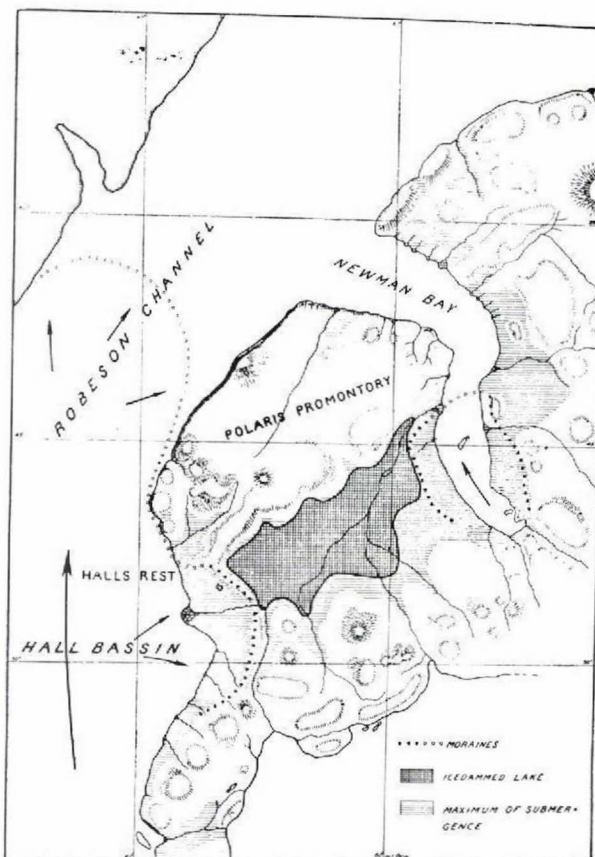 NEWMAN BAY
ROBESON CHANNEL
POLARIS PROMONTORY
HALLS REST
HALL BASSIN
MORAINES
ICEDAMMED LAKE
MAXIMUM OF SUBMER-
GENCE